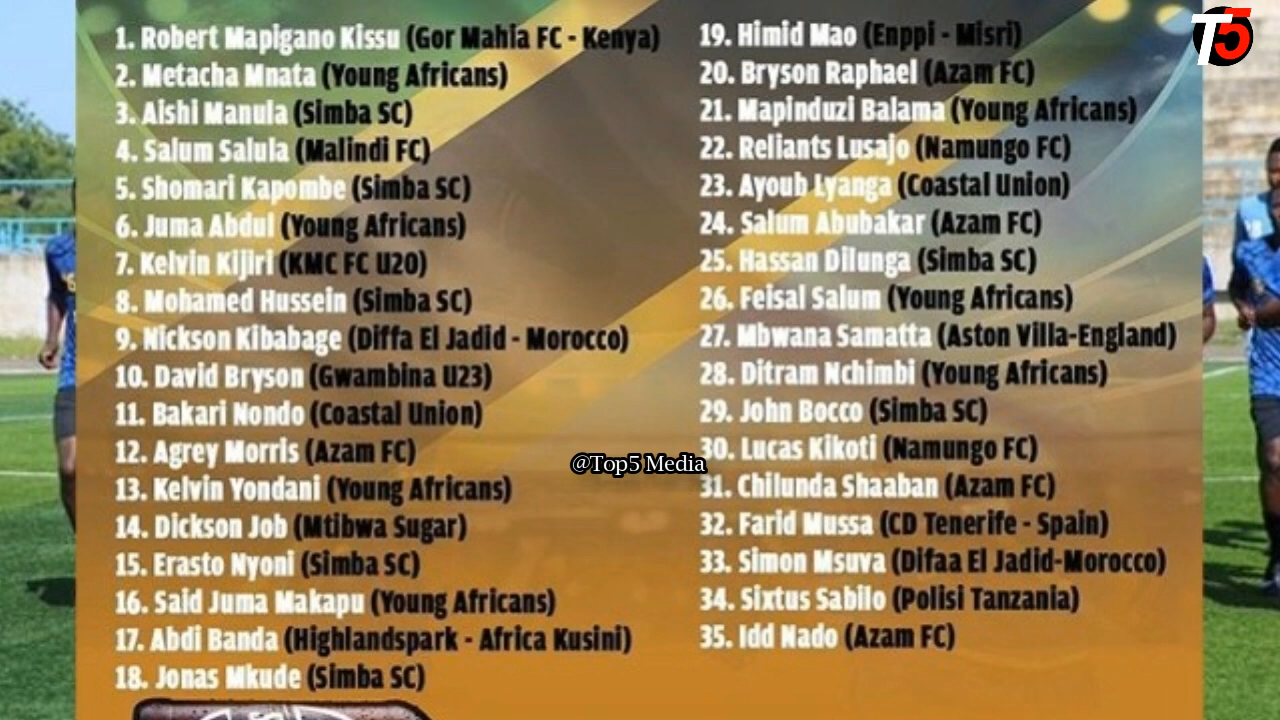 1. Robert Mapigano Kissu (Gor Mahia FC - Kenya)
2. Metacha Mnata (Young Africans)
3. Aishi Manula (Simba SC)
4. Salum Salula (Malindi FC)
5. Shomari Kapombe (Simba SC)
6. Juma Abdul (Young Africans)
7. Kelvin Kijiri (KMC FC U20)
8. Mohamed Hussein (Simba SC)
9. Nickson Kibabage (Diffa El Jadid - Morocco)
10. David Bryson (Gwambina U23)
11. Bakari Nondo (Coastal Union)
12. Agrey Morris (Azam FC)
13. Kelvin Yondani (Young Africans)
14. Dickson Job (Mtibwa Sugar)
15. Erasto Nyoni (Simba SC)
16. Said Juma Makapu (Young Africans)
17. Abdi Banda (Highlandspark - Africa Kusini)
18. Jonas Mkude (Simba SC)
19. Himid Mao (Enppi - Misri)
20. Bryson Raphael (Azam FC)
21. Mapinduzi Balama (Young Africans)
22. Reliants Lusajo (Namungo FC)
23. Ayoub Lyanga (Coastal Union)
24. Salum Abubakar (Azam FC)
25. Hassan Dilunga (Simba SC)
26. Feisal Salum (Young Africans)
27. Mbwana Samatta (Aston Villa-England)
28. Ditram Nchimbi (Young Africans)
29. John Bocco (Simba SC)
30. Lucas Kikoti (Namungo FC)
31. Chilunda Shaaban (Azam FC)
32. Farid Mussa (CD Tenerife - Spain)
33. Simon Msuva (Difaa El Jadid-Morocco)
34. Sixtus Sabilo (Polisi Tanzania)
35. Idd Nado (Azam FC)
@Top5 Media
T5